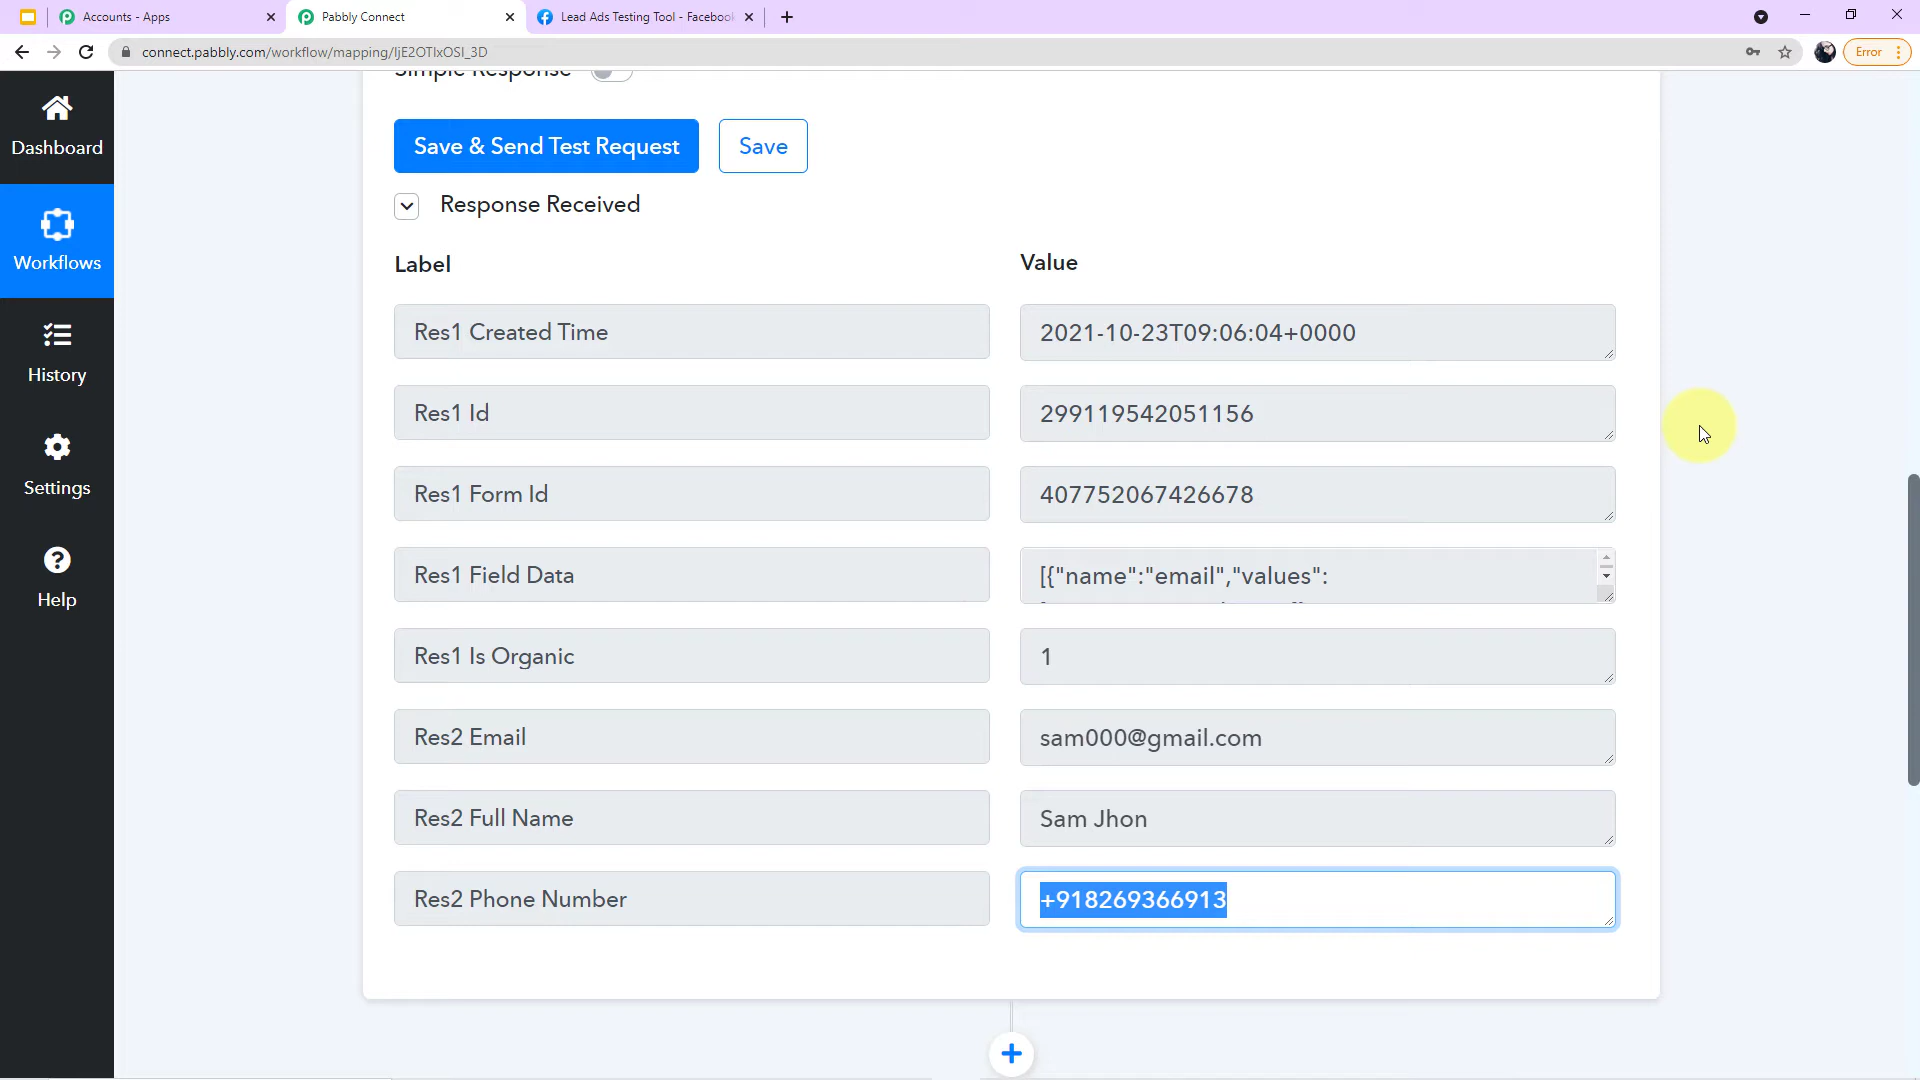 Accounts - Apps
Pabbly Connect
Lead Ads Testing Tool - Facebook
connect.pabbly.com/workflow/mapping/IjE2OTIxOSI_3D
Error
Simple Response
Dashboard
Save & Send Test Request
Save
Response Received
Workflows
Label
Value
Res1 Created Time
2021-10-23T09:06:04+0000
History
Res1 Id
299119542051156
Settings
Res1 Form Id
407752067426678
Help
Res1 Field Data
[{"name":"email","values":
Res1 Is Organic
1
Res2 Email
sam000@gmail.com
Res2 Full Name
Sam Jhon
Res2 Phone Number
+918269366913